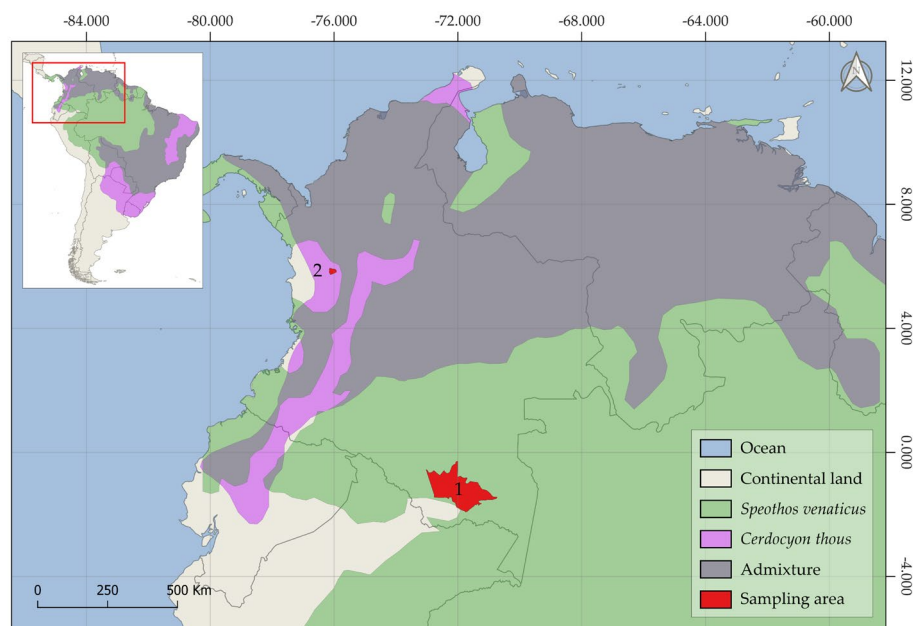 -84.000 -80.000 -76.000 -72.000 -68.000 -64.000 -60.000
N
12.000
8.000
2
4.000
Ocean
0.000
Continental land
1
Speothos venaticus
Cerdocyon thous
Admixture
-4.000
0 250 500 Km
Sampling area